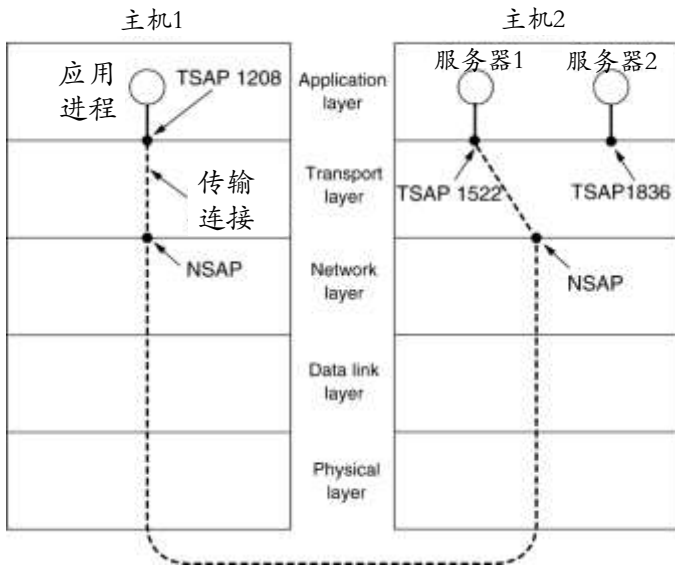 主机1
主机2
应用
进程
TSAP 1208
Application
layer
服务器1
服务器2
传输
连接
Transport
layer
TSAP 1522
TSAP1836
NSAP
Network
layer
NSAP
Data link
layer
Physical
layer